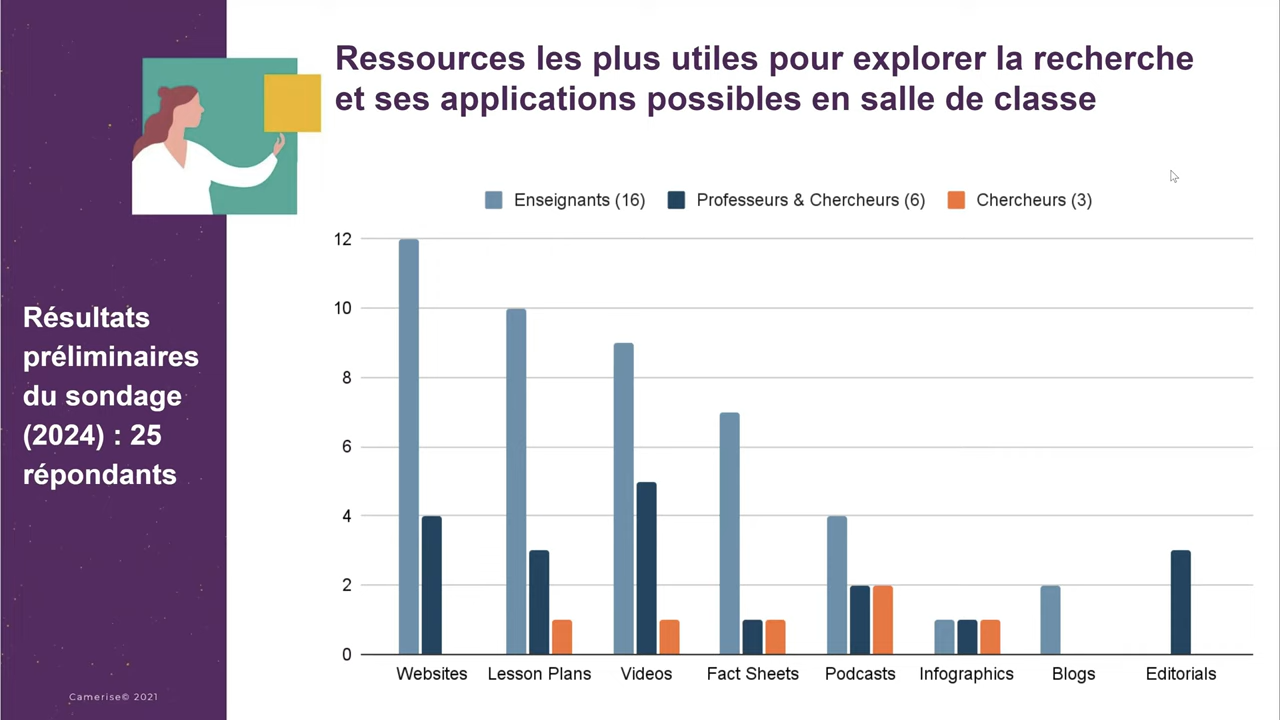 Ressources les plus utiles pour explorer la recherche
et ses applications possibles en salle de classe
Résultats
préliminaires
du sondage
(2024) : 25
répondants
Enseignants (16) Professeurs & Chercheurs (6) Chercheurs (3)
12
10
8
6
4
2
0
Websites Lesson Plans Videos Fact Sheets Podcasts Infographics Blogs Editorials
Camerise© 2021